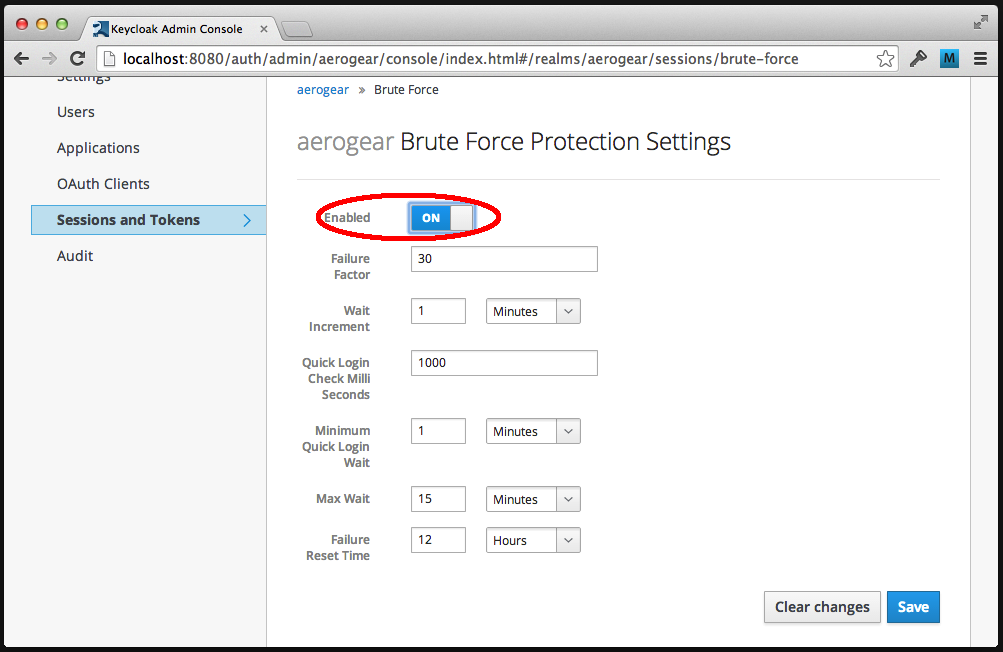 Keycloak Admin Console
localhost:8080/auth/admin/aerogear/console/index.html#/realms/aerogear/sessions/brute-force
M
Settings
Users
Applications
OAuth Clients
Sessions and Tokens
Audit
aerogear » Brute Force
aerogear Brute Force Protection Settings
Enabled ON
Failure
Factor
30
Wait
Increment
1 Minutes
Quick Login
Check Milli
Seconds
1000
Minimum
Quick Login
Wait
1 Minutes
Max Wait 15 Minutes
Failure
Reset Time
12 Hours
Clear changes Save